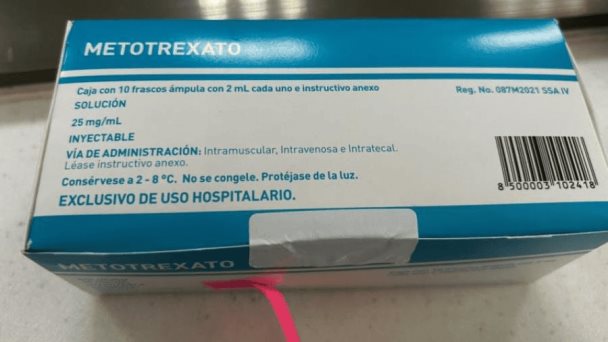 METOTREXATO
Caja con 10 frascos ámpula con 2 mL cada uno e instructivo anexo
Reg. No. 087M2021 SSA IV
SOLUCIÓN
25 mg/mL
INYECTABLE
VÍA DE ADMINISTRACIÓN: Intramuscular, Intravenosa e Intratecal.
Léase instructivo anexo.
Consérvese a 2 - 8 °C. No se congele. Protéjase de la luz.
EXCLUSIVO DE USO HOSPITALARIO.
8 500003 102418
METOTREXATO